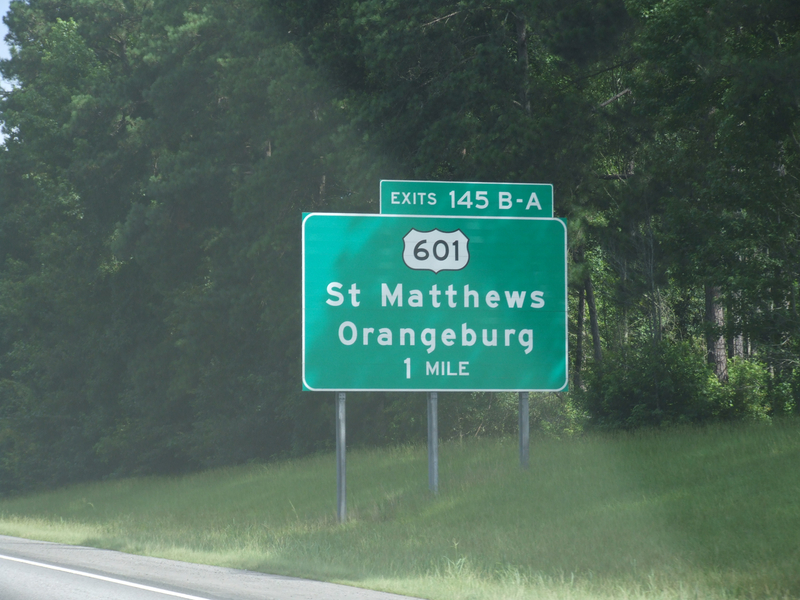 EXITS 145 B-A
601
St Matthews
Orangeburg
1 MILE